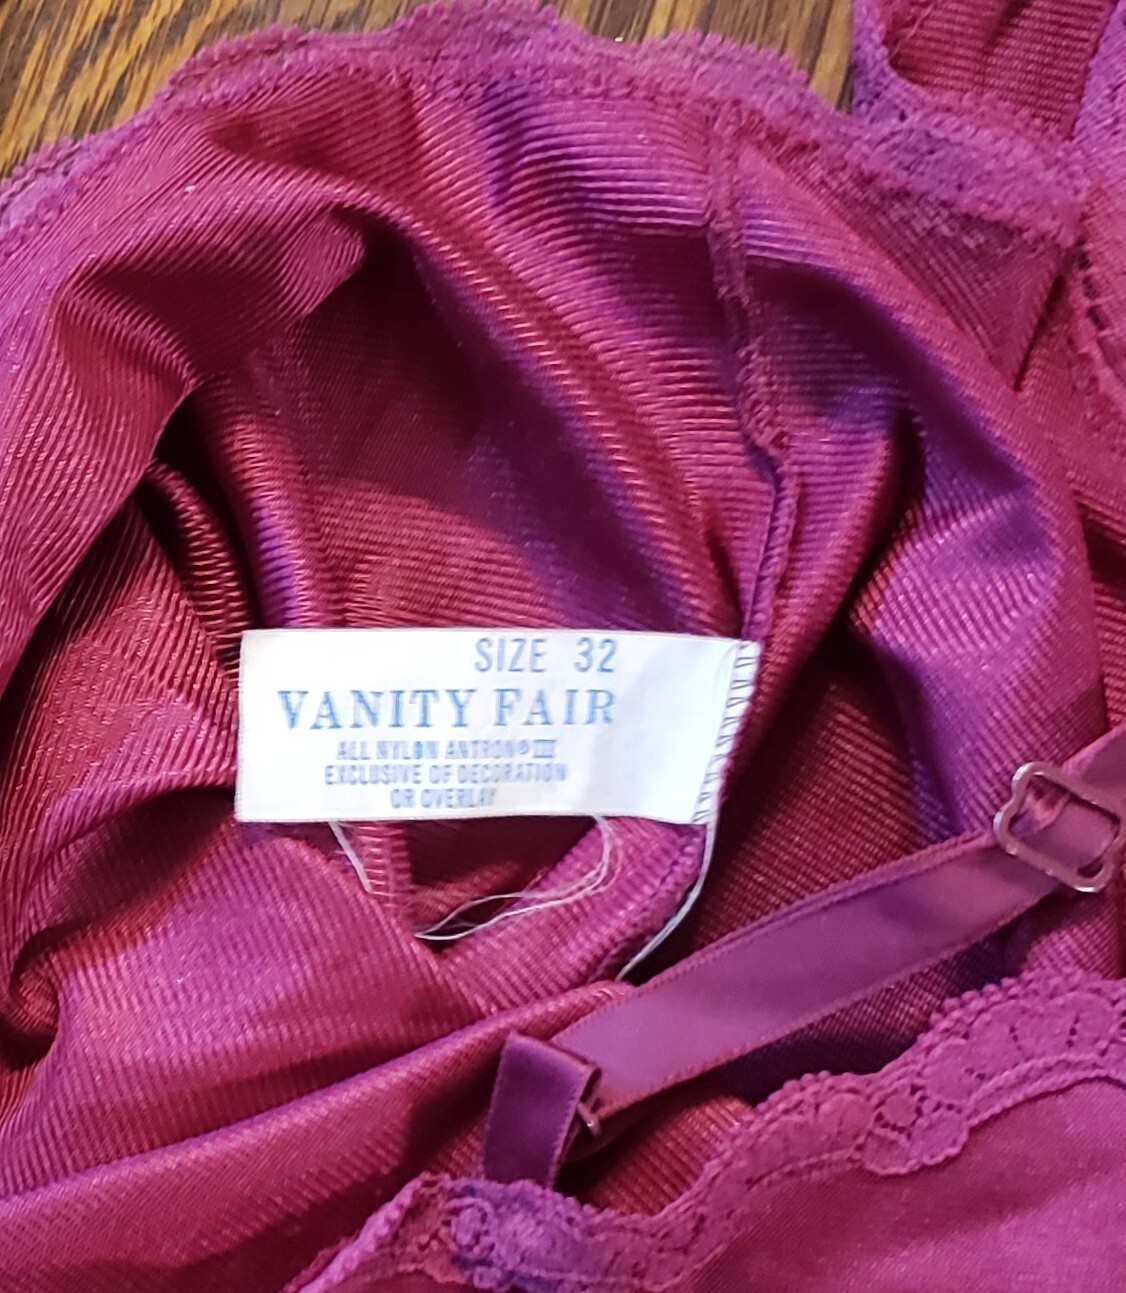 SIZE 32
VANITY FAIR
ALL NYLON ANTRON® III
EXCLUSIVE OF DECORATION
OR OVERLAY